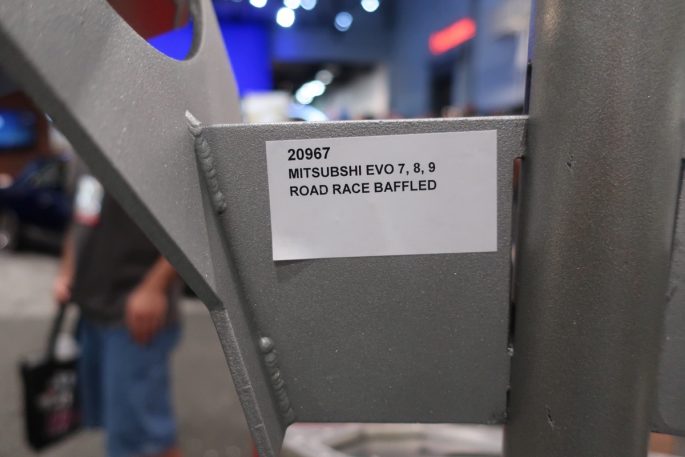 20967
MITSUBSHI EVO 7, 8, 9
ROAD RACE BAFFLED